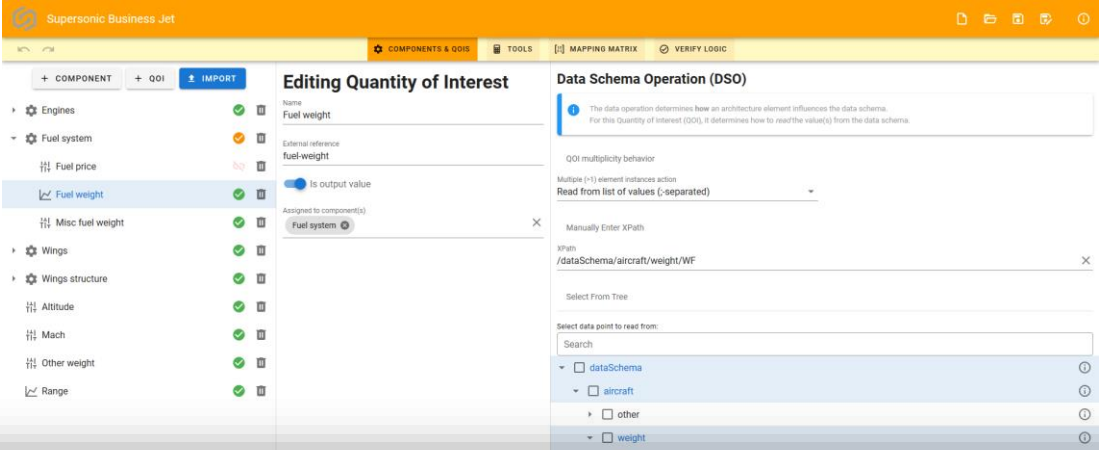 Supersonic Business Jet
COMPONENTS & QOIS
TOOLS
MAPPING MATRIX
VERIFY LOGIC
+ COMPONENT
+ QOI
IMPORT
Engines
Fuel system
Fuel price
Fuel weight
Misc fuel weight
Wings
Wings structure
Altitude
Mach
Other weight
Range
Editing Quantity of Interest
Name
Fuel weight
External reference
fuel-weight
Is output value
Assigned to component(s)
Fuel system
Data Schema Operation (DSO)
The data operation determines how an architecture element influences the data schema.
For this Quantity of Interest (QOI), it determines how to read the value(s) from the data schema.
QOI multiplicity behavior
Multiple (>1) element instances action
Read from list of values (;-separated)
Manually Enter XPath
XPath
/dataSchema/aircraft/weight/WF
Select From Tree
Select data point to read from:
Search
dataSchema
aircraft
other
weight